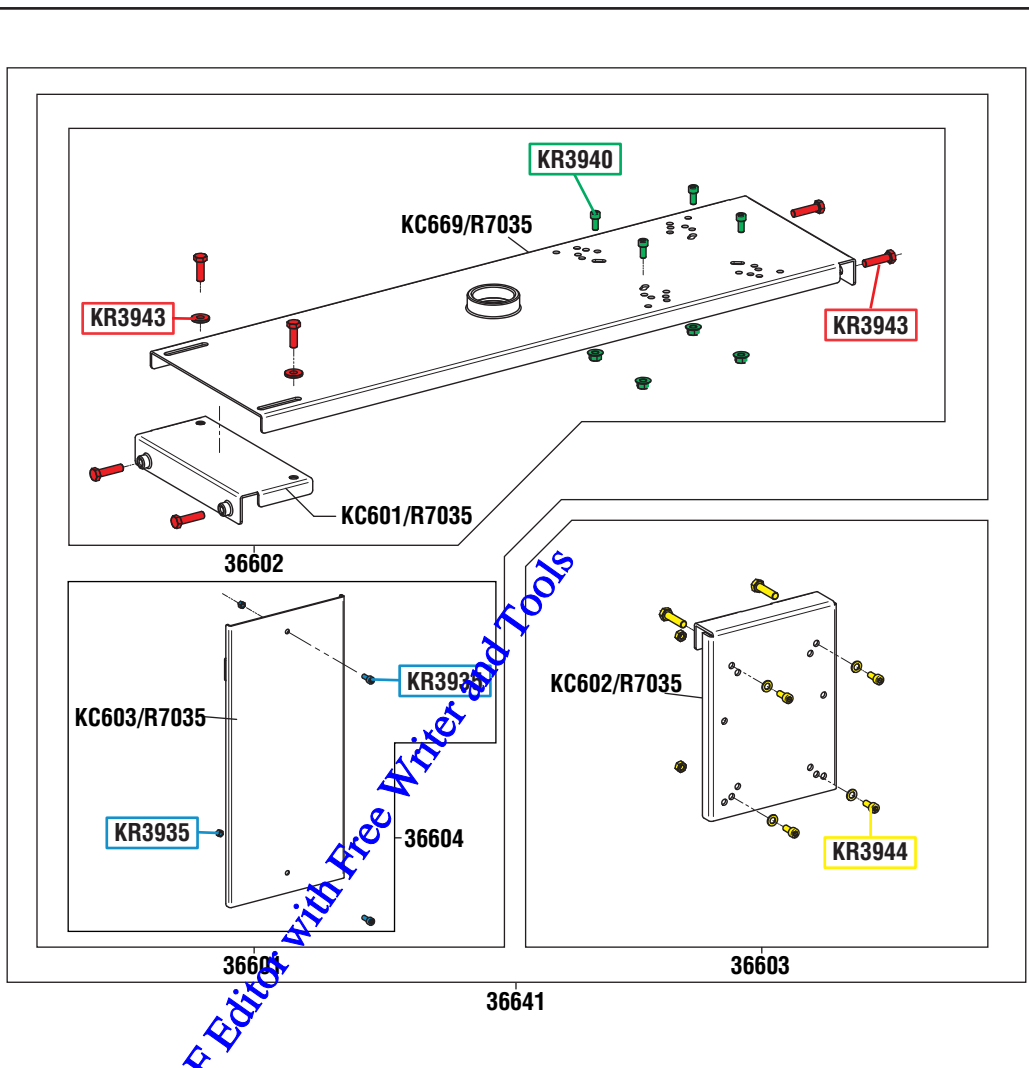 KR3940
KC669/R7035
KR3943
KR3943
KC601/R7035
36602
KC603/R7035
KR3935
36604
KC602/R7035
KR3944
36601
36603
36641
Editor with Free Writer and Tools